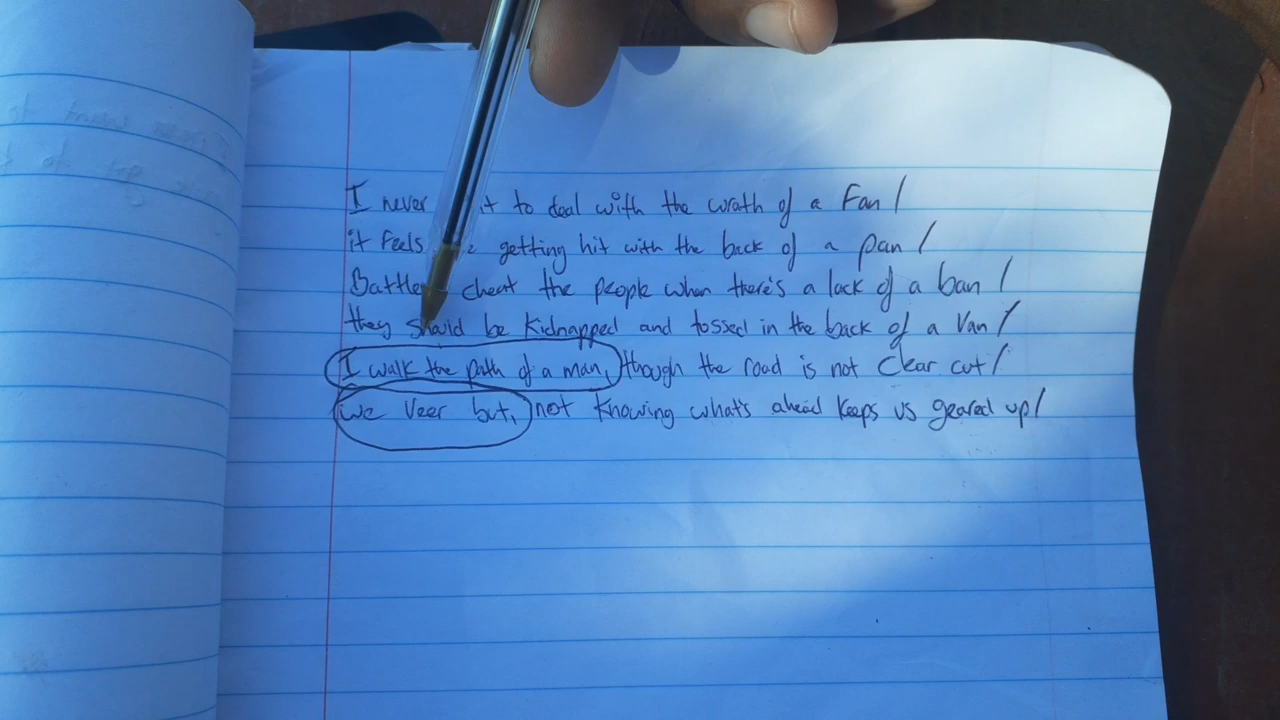 I never to deal with the wrath of a Fan/
it feels getting hit with the back of a pan/
Battlers cheat the people when there's a lack of a ban/
they should be kidnapped and tossed in the back of a Van/
I walk the path of a man, though the road is not clear cut/
we veer but, not knowing what's ahead keeps us geared up/